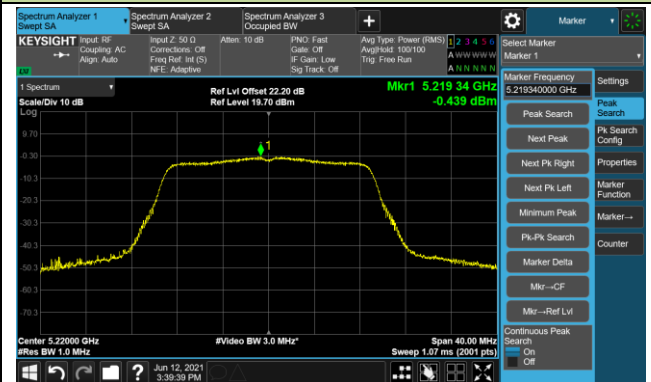 Spectrum Analyzer 1
Swept SA
Spectrum Analyzer 2
Swept SA
Spectrum Analyzer 3
Occupied BW
+
Marker
KEYSIGHT
Input: RF
Coupling: AC
Align: Auto
Input Z: 50 Ω
Corrections: Off
Freq Ref: Int (S)
NFE: Adaptive
Atten: 10 dB
PNO: Fast
Gate: Off
IF Gain: Low
Sig Track: Off
Avg Type: Power (RMS)
Avg|Hold: 100/100
Trig: Free Run
1 2 3 4 5 6
A W W W W W
A N N N N N
Select Marker
Marker 1
1 Spectrum
Scale/Div 10 dB
Log
Ref Lvl Offset 22.20 dB
Ref Level 19.70 dBm
Mkr1 5.219 34 GHz
-0.439 dBm
9.70
-0.30
-10.3
-20.3
-30.3
-40.3
-50.3
-60.3
-70.3
1
Center 5.22000 GHz
#Res BW 1.0 MHz
#Video BW 3.0 MHz*
Span 40.00 MHz
Sweep 1.07 ms (2001 pts)
Marker Frequency
5.219340000 GHz
Peak Search
Next Peak
Next Pk Right
Next Pk Left
Minimum Peak
Pk-Pk Search
Marker Delta
Mkr→CF
Mkr→Ref Lvl
Continuous Peak
Search
On
Off
Settings
Peak
Search
Pk Search
Config
Properties
Marker
Function
Marker→
Counter
?
Jun 12, 2021
3:39:39 PM